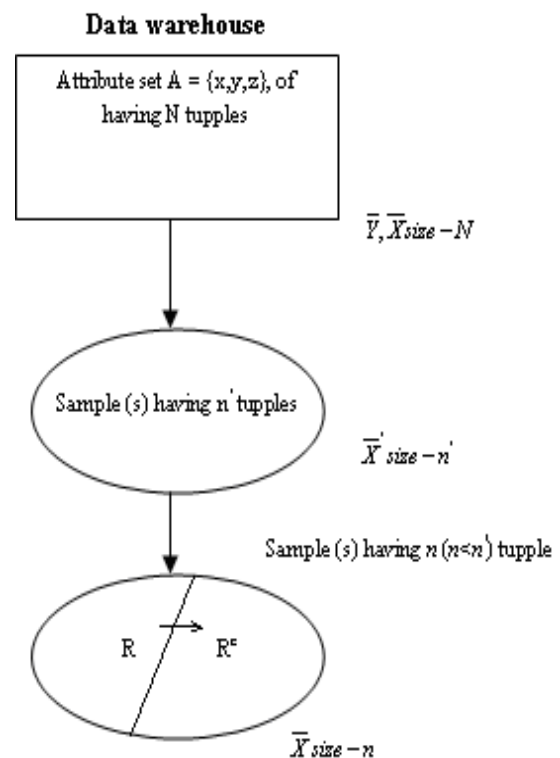 Data warehouse
Attribute set A = {x,y,z}, of
having N tupples
Y̅, X̅ size – N
Sample (s) having n' tupples
X̅' size – n'
Sample (s) having n (n<n') tupple
R Rᶜ
X̅ size – n